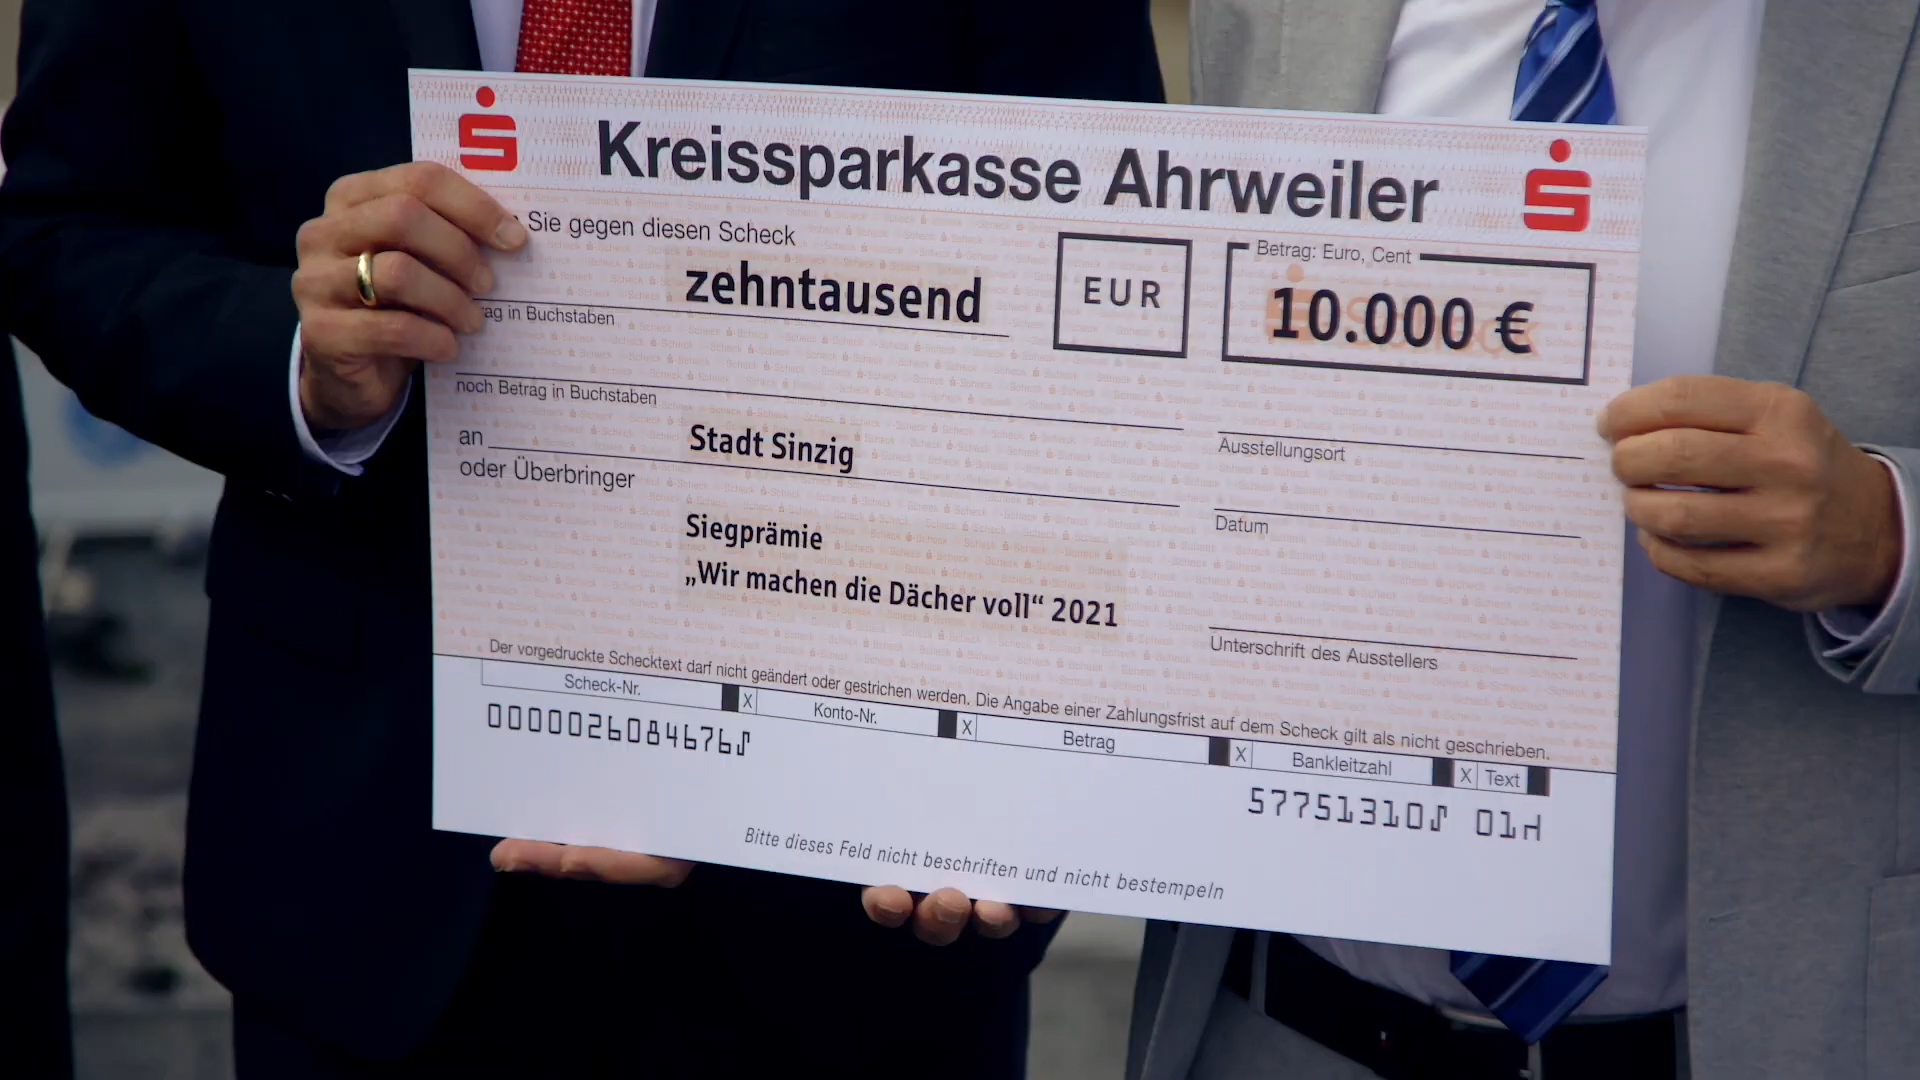 Kreissparkasse Ahrweiler
Sie gegen diesen Scheck
zehntausend
EUR
Betrag: Euro, Cent
10.000 €
ag in Buchstaben
noch Betrag in Buchstaben
an
Stadt Sinzig
Ausstellungsort
oder Überbringer
Datum
Siegprämie
„Wir machen die Dächer voll“ 2021
Unterschrift des Ausstellers
Der vorgedruckte Schecktext darf nicht geändert oder gestrichen werden. Die Angabe einer Zahlungsfrist auf dem Scheck gilt als nicht geschrieben.
Scheck-Nr. X Konto-Nr. X Betrag X Bankleitzahl X Text
0000026084676⑀ 57751310⑀ 01⑁
Bitte dieses Feld nicht beschriften und nicht bestempeln